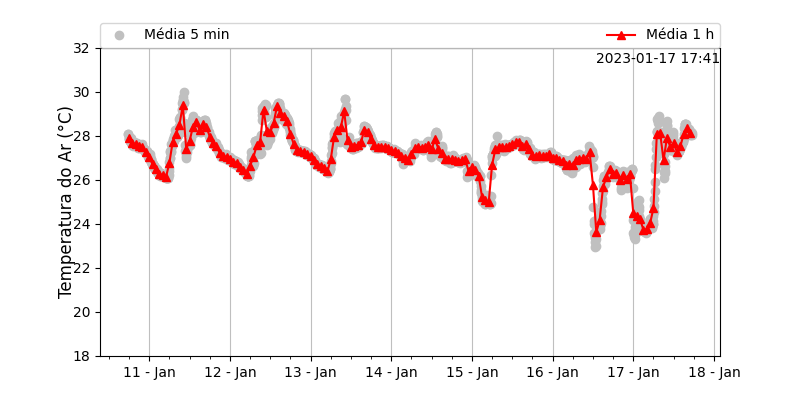 Média 5 min
Média 1 h
2023-01-17 17:41
Temperatura do Ar (°C)
32
30
28
26
24
22
20
18
11 - Jan
12 - Jan
13 - Jan
14 - Jan
15 - Jan
16 - Jan
17 - Jan
18 - Jan